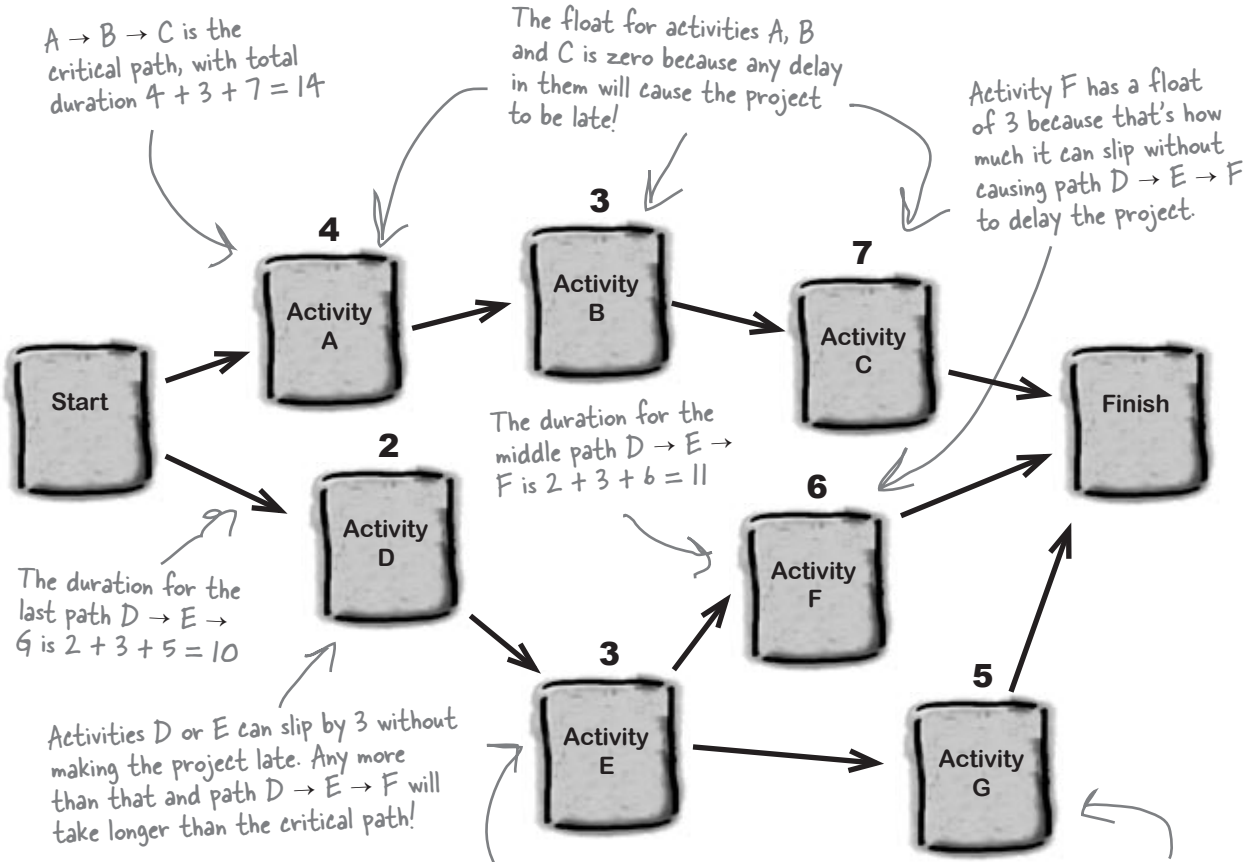 A → B → C is the
critical path, with total
duration 4 + 3 + 7 = 14
The float for activities A, B
and C is zero because any delay
in them will cause the project
to be late!
Activity F has a float
of 3 because that's how
much it can slip without
causing path D → E → F
to delay the project.
4
Activity
A
3
Activity
B
7
Activity
C
Start
Finish
The duration for the
middle path D → E →
F is 2 + 3 + 6 = 11
2
Activity
D
6
Activity
F
The duration for the
last path D → E →
G is 2 + 3 + 5 = 10
3
Activity
E
5
Activity
G
Activities D or E can slip by 3 without
making the project late. Any more
than that and path D → E → F will
take longer than the critical path!